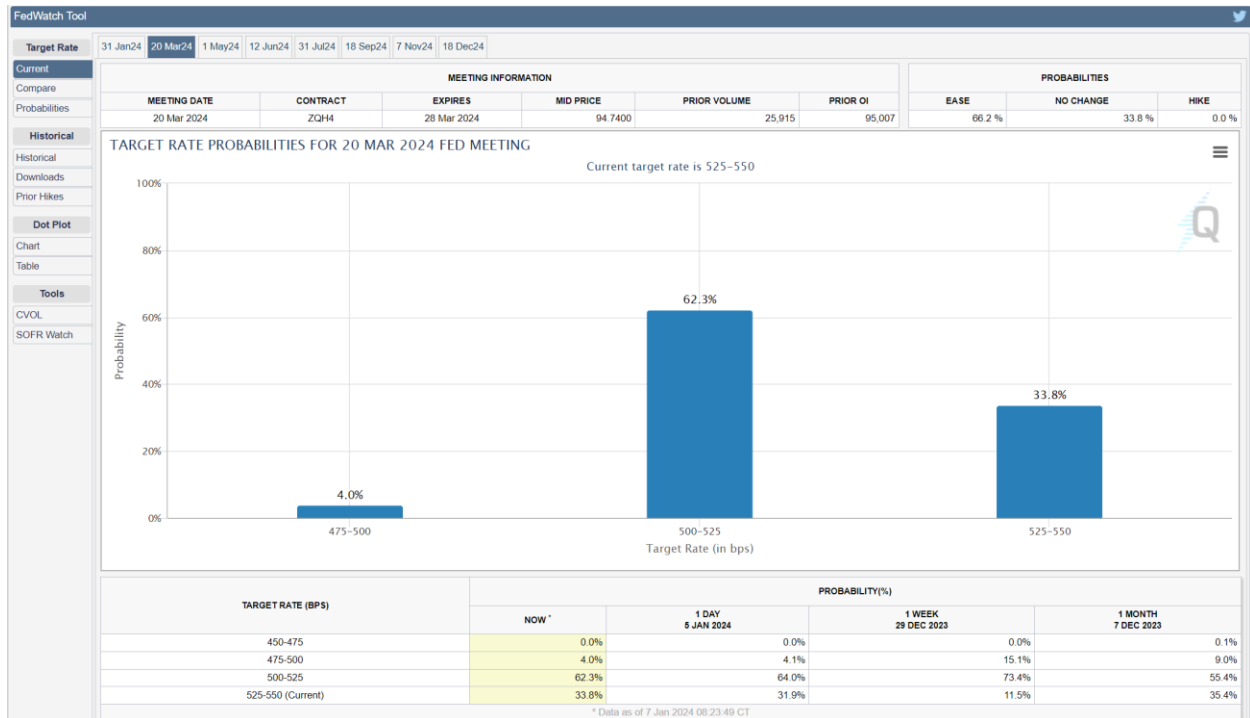 FedWatch Tool
Target Rate
Current
Compare
Probabilities
Historical
Historical
Downloads
Prior Hikes
Dot Plot
Chart
Table
Tools
CVOL
SOFR Watch
31 Jan24 20 Mar24 1 May24 12 Jun24 31 Jul24 18 Sep24 7 Nov24 18 Dec24
MEETING INFORMATION
MEETING DATE CONTRACT EXPIRES MID PRICE PRIOR VOLUME PRIOR OI
20 Mar 2024 ZQH4 28 Mar 2024 94.7400 25,915 95,007
PROBABILITIES
EASE NO CHANGE HIKE
66.2 % 33.8 % 0.0 %
TARGET RATE PROBABILITIES FOR 20 MAR 2024 FED MEETING
Current target rate is 525-550
Q
Probability
100%
80%
60%
40%
20%
0%
4.0%
62.3%
33.8%
475-500 500-525 525-550
Target Rate (in bps)
TARGET RATE (BPS) PROBABILITY(%)
NOW * 1 DAY 5 JAN 2024 1 WEEK 29 DEC 2023 1 MONTH 7 DEC 2023
450-475 0.0% 0.0% 0.0% 0.1%
475-500 4.0% 4.1% 15.1% 9.0%
500-525 62.3% 64.0% 73.4% 55.4%
525-550 (Current) 33.8% 31.9% 11.5% 35.4%
* Data as of 7 Jan 2024 08:23:49 CT